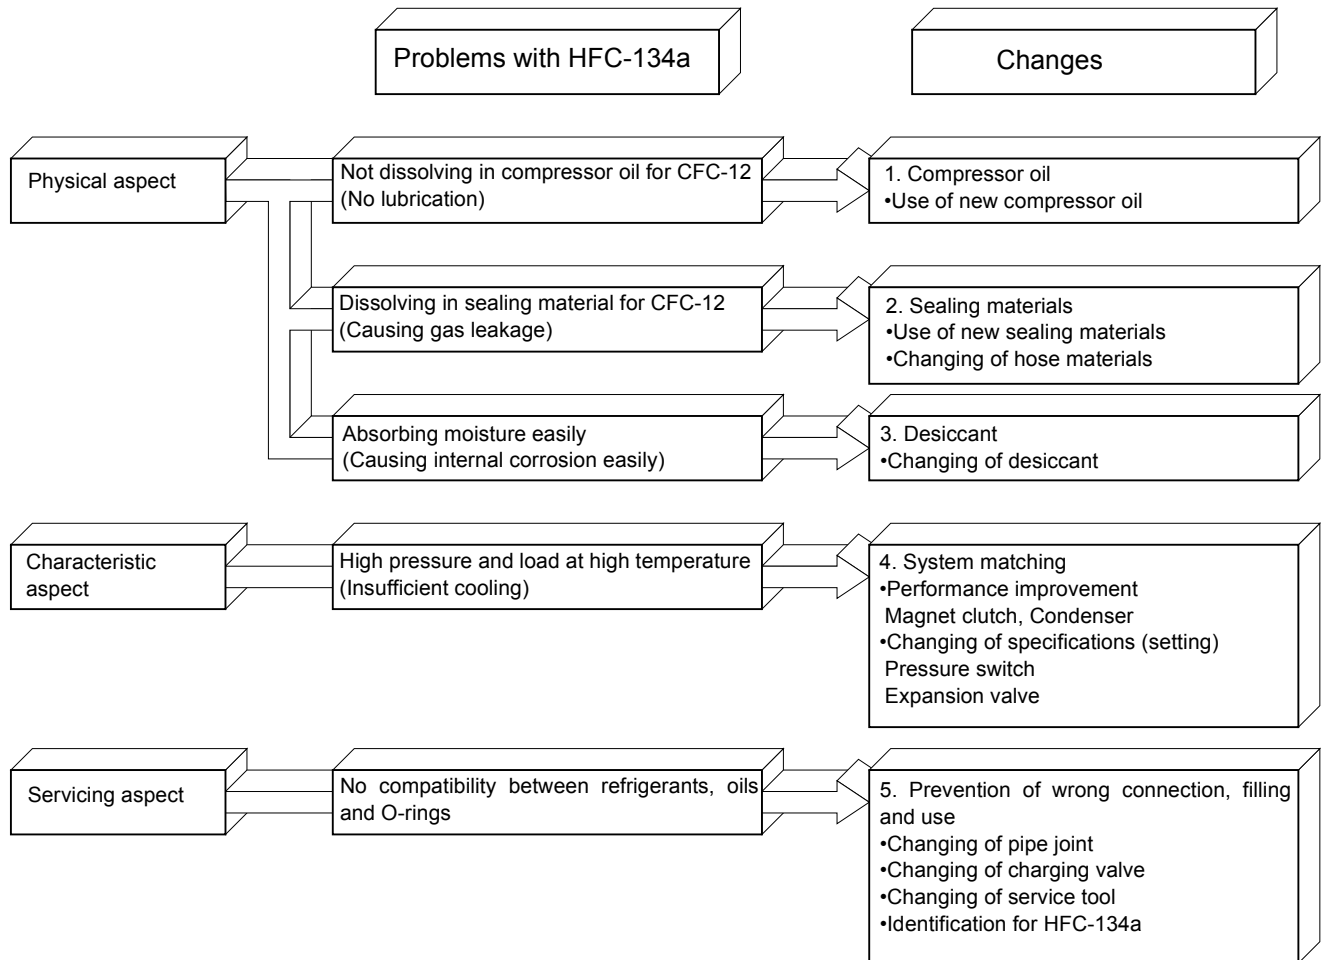 Problems with HFC-134a
Changes
Physical aspect
Not dissolving in compressor oil for CFC-12
(No lubrication)
1. Compressor oil
•Use of new compressor oil
Dissolving in sealing material for CFC-12
(Causing gas leakage)
2. Sealing materials
•Use of new sealing materials
•Changing of hose materials
Absorbing moisture easily
(Causing internal corrosion easily)
3. Desiccant
•Changing of desiccant
Characteristic
aspect
High pressure and load at high temperature
(Insufficient cooling)
4. System matching
•Performance improvement
Magnet clutch, Condenser
•Changing of specifications (setting)
Pressure switch
Expansion valve
Servicing aspect
No compatibility between refrigerants, oils
and O-rings
5. Prevention of wrong connection, filling
and use
•Changing of pipe joint
•Changing of charging valve
•Changing of service tool
•Identification for HFC-134a